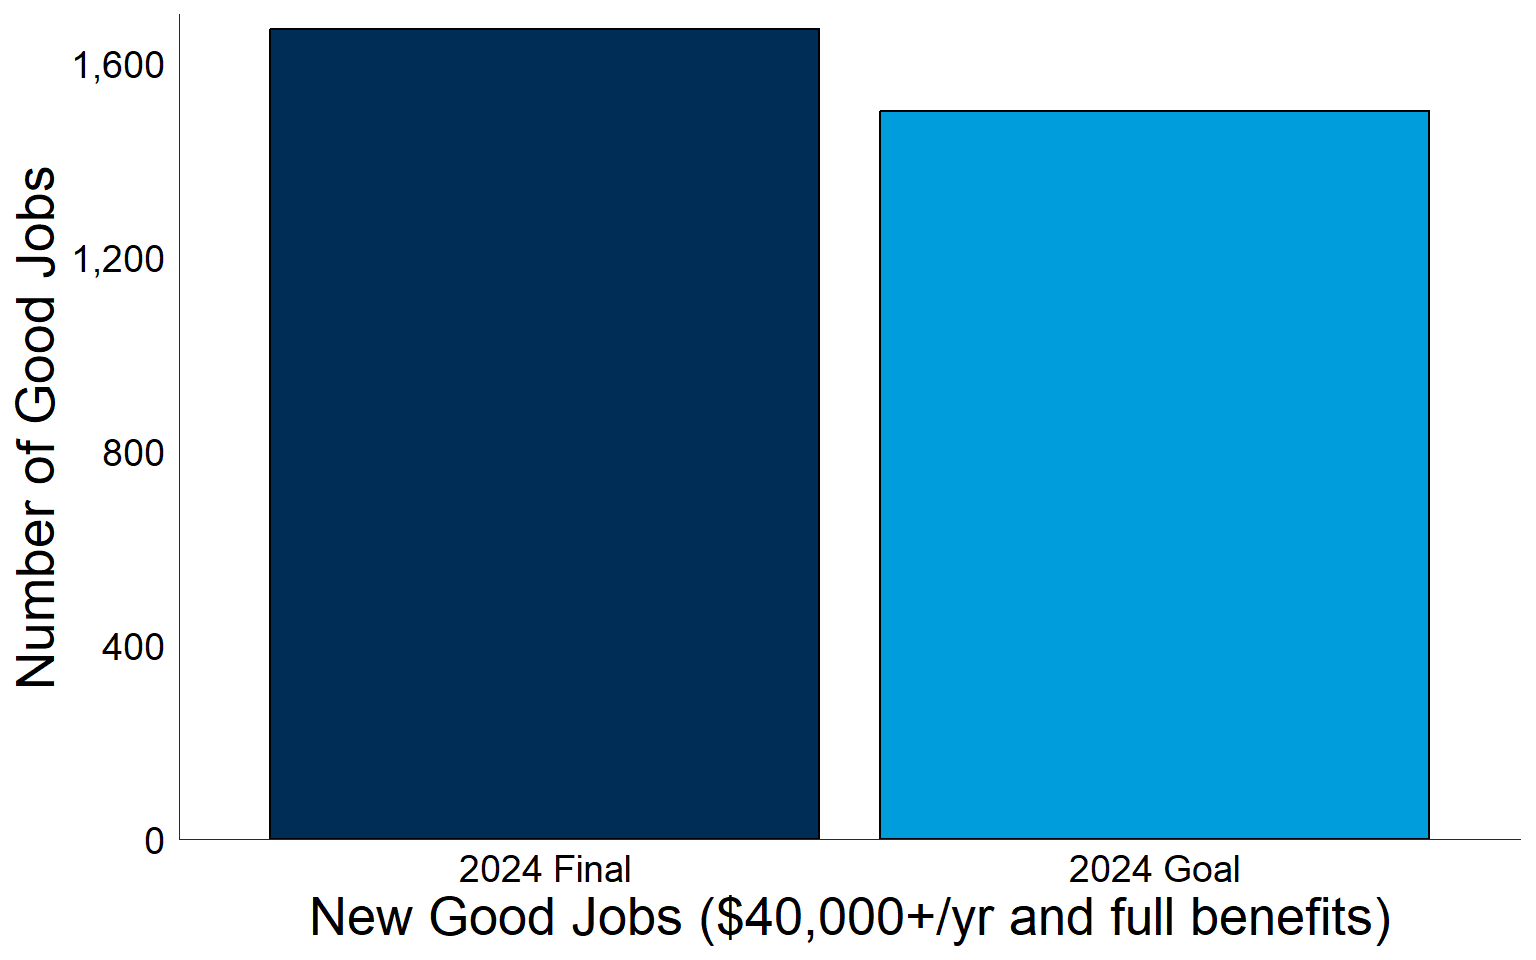 Number of Good Jobs
1,600
1,200
800
400
0
2024 Final
2024 Goal
New Good Jobs ($40,000+/yr and full benefits)